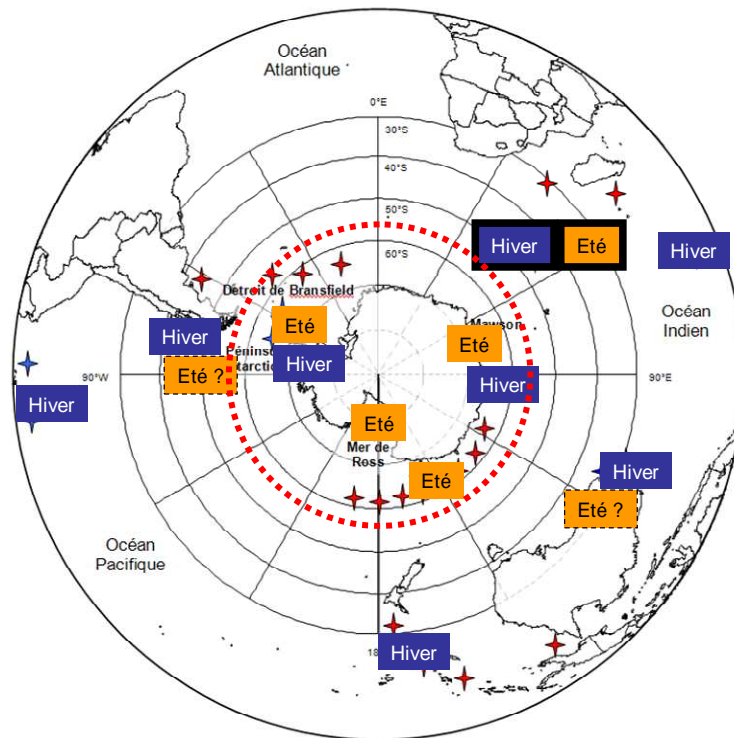 Océan
Atlantique
0°E
30°S
40°S
50°S
60°S
Hiver
Eté
Hiver
Détroit de Bransfield
Océan
Indien
Eté
Mawson
Hiver
Eté
Hiver
Eté ?
90°W
Hiver
90°E
Hiver
Eté
Mer de
Ross
Eté
Hiver
Eté ?
Océan
Pacifique
Hiver